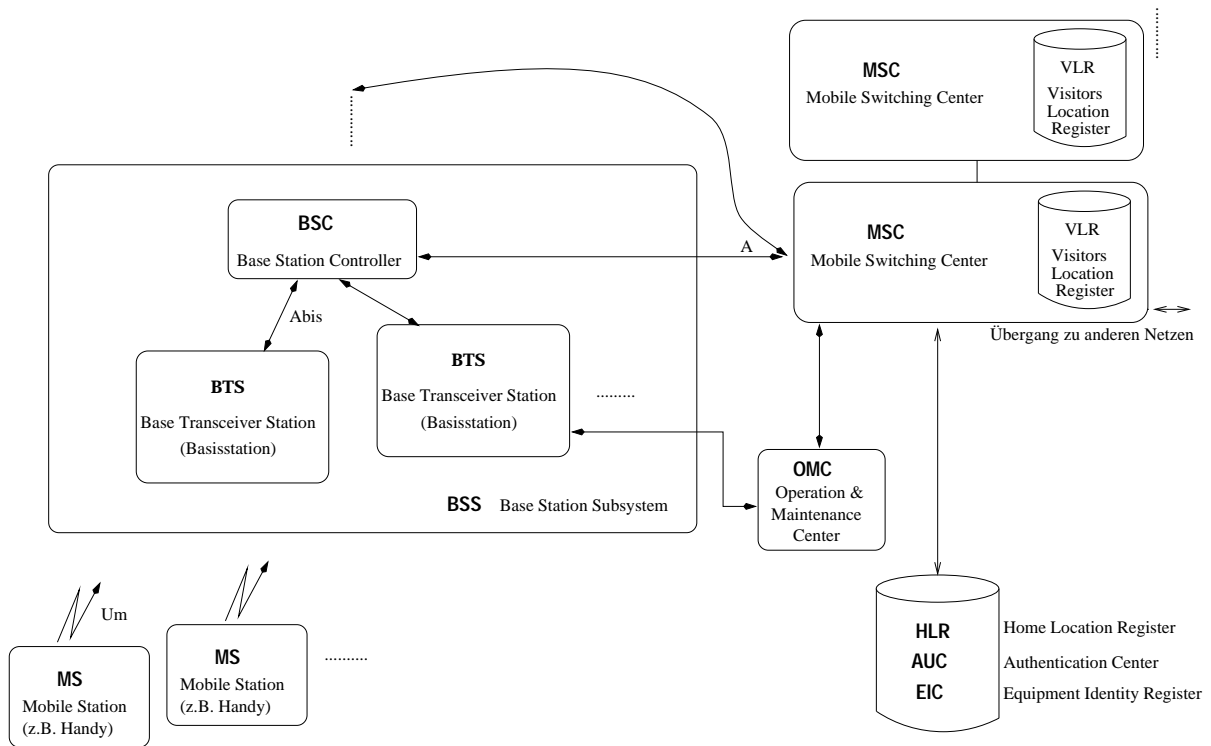 MSC
Mobile Switching Center
VLR
Visitors
Location
Register
BSC
Base Station Controller
A
MSC
Mobile Switching Center
VLR
Visitors
Location
Register
Übergang zu anderen Netzen
Abis
BTS
Base Transceiver Station
(Basisstation)
BTS
Base Transceiver Station
(Basisstation)
.........
BSS Base Station Subsystem
OMC
Operation &
Maintenance
Center
Um
MS
Mobile Station
(z.B. Handy)
MS
Mobile Station
(z.B. Handy)
..........
HLR Home Location Register
AUC Authentication Center
EIC Equipment Identity Register